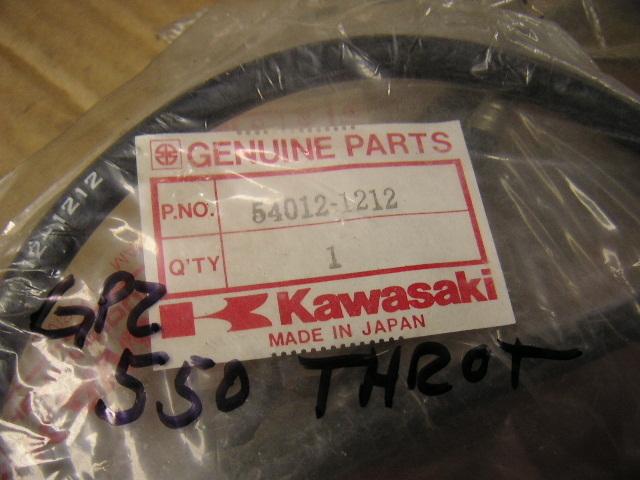 GENUINE PARTS
P.NO. 54012-1212
Q'TY 1
Kawasaki
MADE IN JAPAN
GPZ
550 THROT